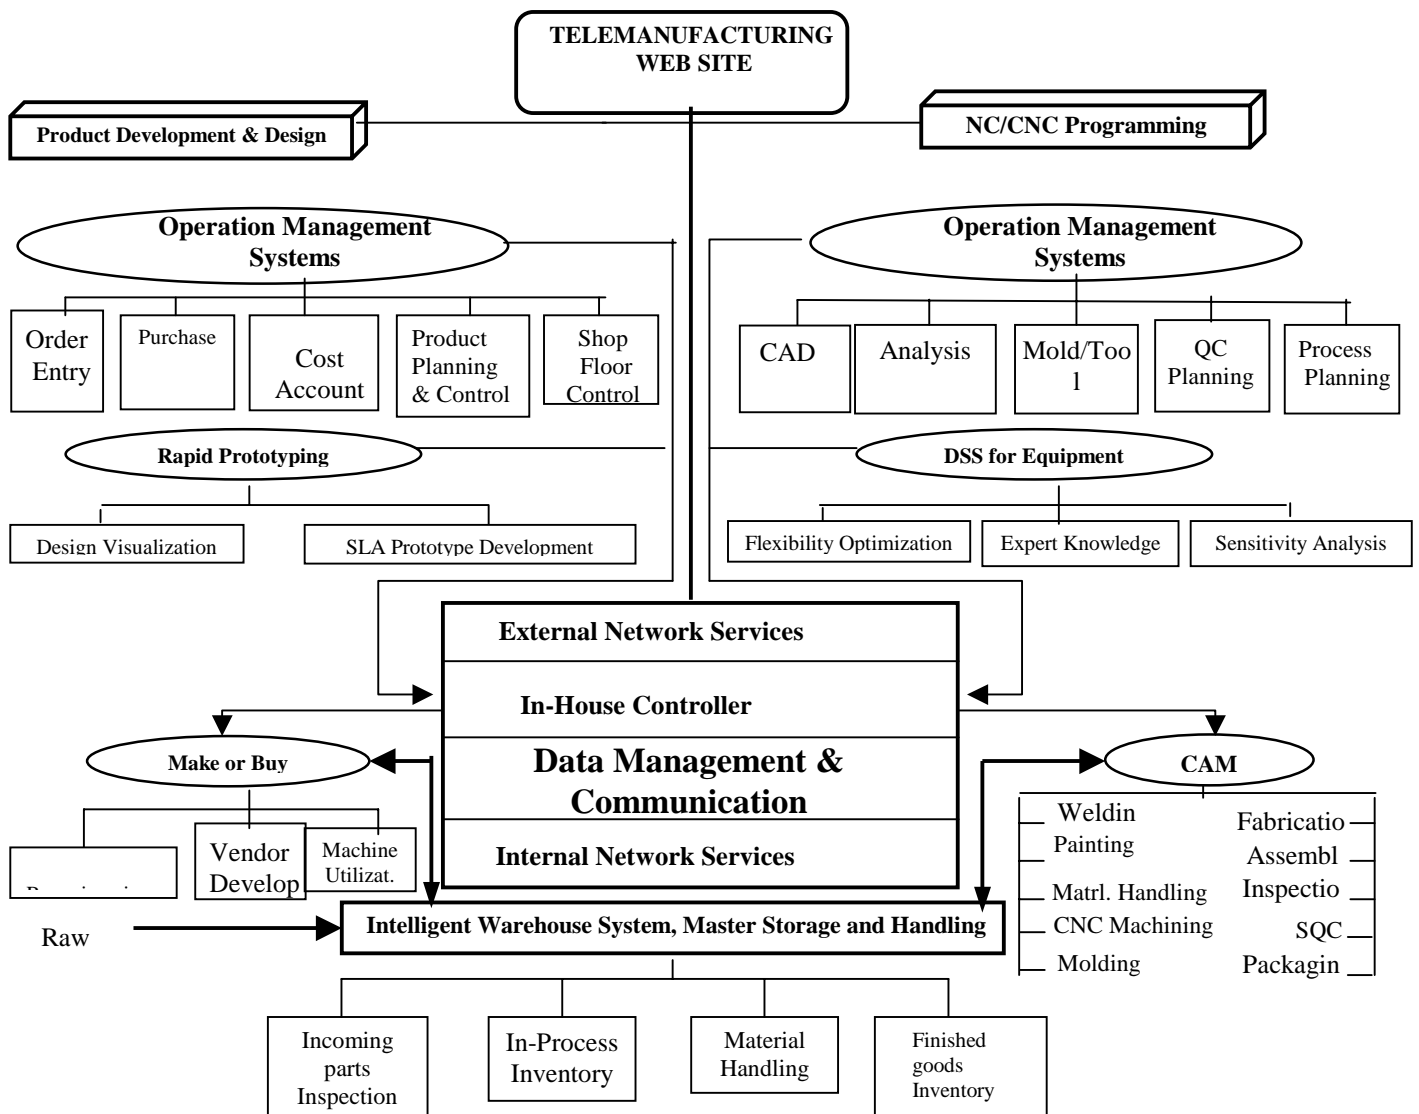 TELEMANUFACTURING
WEB SITE
Product Development & Design
NC/CNC Programming
Operation Management
Systems
Operation Management
Systems
Order
Entry
Purchase
Cost
Account
Product
Planning
& Control
Shop
Floor
Control
CAD
Analysis
Mold/Too
l
QC
Planning
Process
Planning
Rapid Prototyping
DSS for Equipment
Design Visualization
SLA Prototype Development
Flexibility Optimization
Expert Knowledge
Sensitivity Analysis
External Network Services
In-House Controller
Data Management &
Communication
Internal Network Services
Make or Buy
CAM
Vendor
Develop
Machine
Utilizat.
Weldin
Painting
Matrl. Handling
CNC Machining
Molding
Fabricatio
Assembl
Inspectio
SQC
Packagin
Raw
Intelligent Warehouse System, Master Storage and Handling
Incoming
parts
Inspection
In-Process
Inventory
Material
Handling
Finished
goods
Inventory